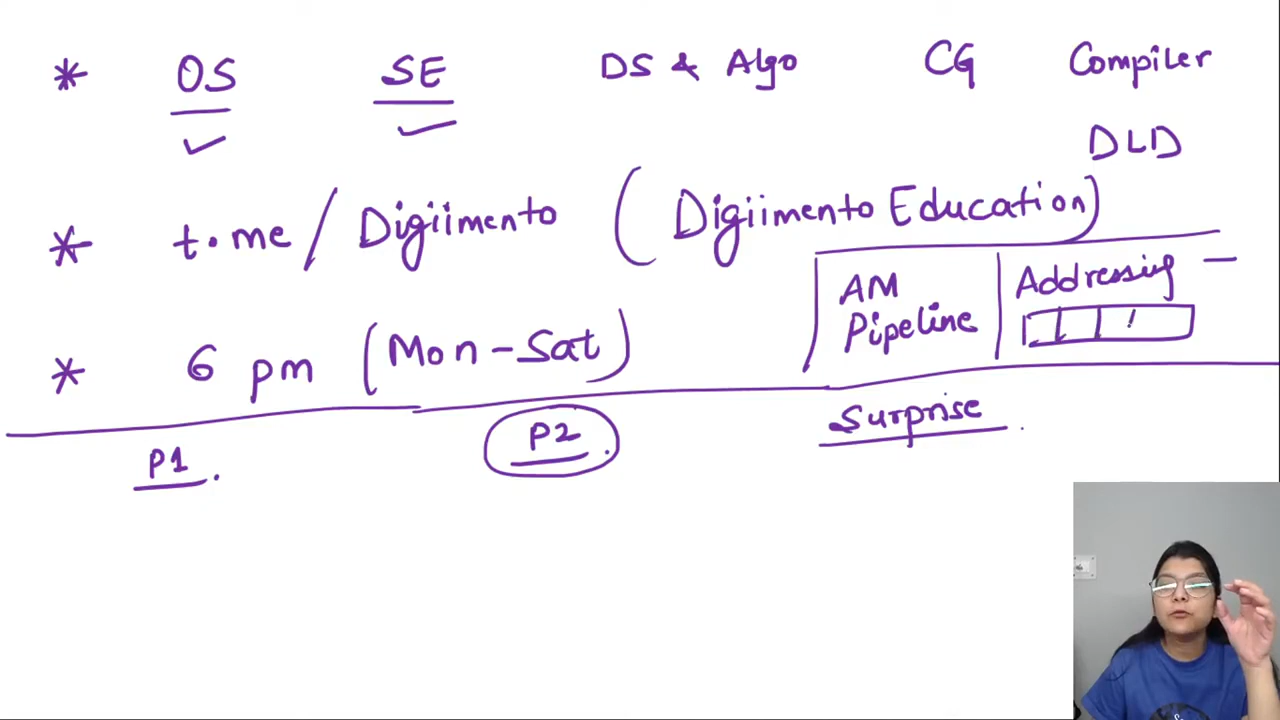 * OS SE DS & Algo CG Compiler
DLD
* t.me / Digiimento (Digiimento Education)
AM Addressing
Pipeline
* 6 pm (Mon - Sat)
P1. P2. Surprise.